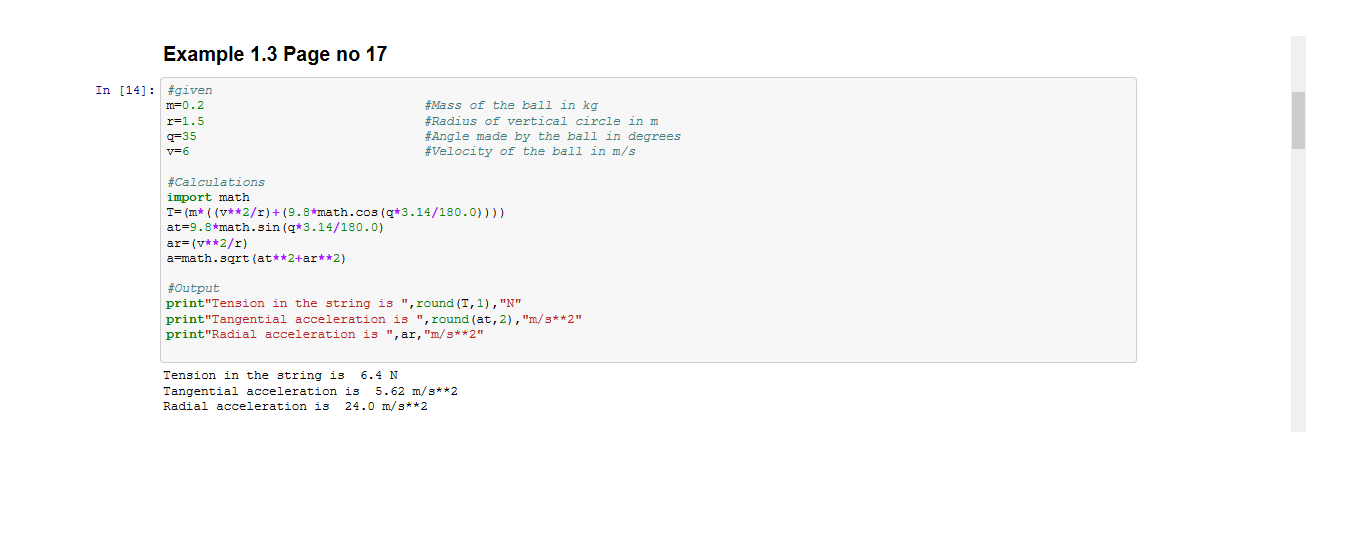 Example 1.3 Page no 17
In [14]: #given
m=0.2 #Mass of the ball in kg
r=1.5 #Radius of vertical circle in m
q=35 #Angle made by the ball in degrees
v=6 #Velocity of the ball in m/s
#Calculations
import math
T=(m*((v**2/r)+(9.8*math.cos(q*3.14/180.0))))
at=9.8*math.sin(q*3.14/180.0)
ar=(v**2/r)
a=math.sqrt(at**2+ar**2)
#Output
print"Tension in the string is ",round(T,1),"N"
print"Tangential acceleration is ",round(at,2),"m/s**2"
print"Radial acceleration is ",ar,"m/s**2"
Tension in the string is  6.4 N
Tangential acceleration is  5.62 m/s**2
Radial acceleration is  24.0 m/s**2